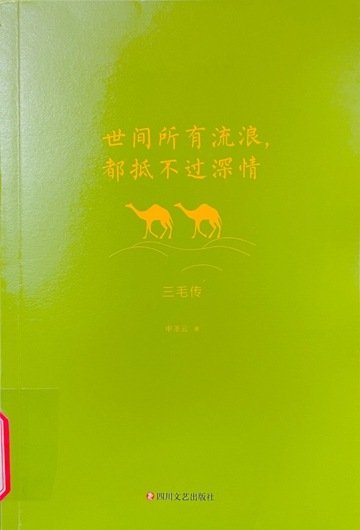 世间所有流浪，
都抵不过深情
三毛传
四川文艺出版社